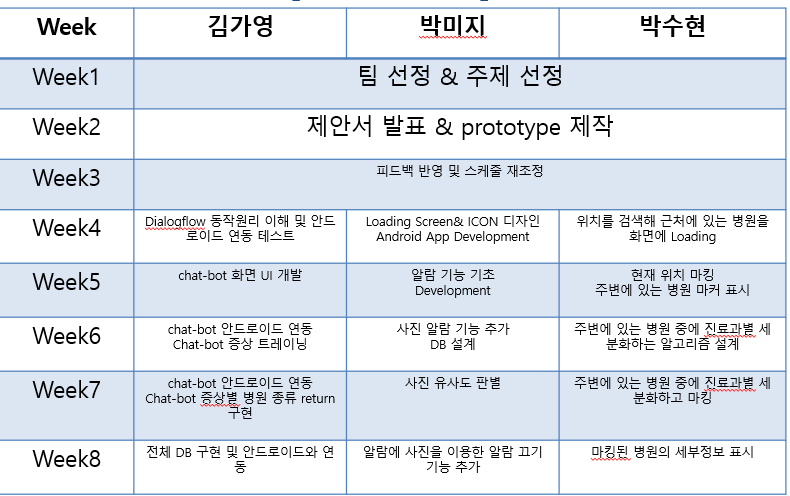 Week 김가영 박미지 박수현
Week1 팀 선정 & 주제 선정
Week2 제안서 발표 & prototype 제작
Week3 피드백 반영 및 스케줄 재조정
Week4
Dialogflow 동작원리 이해 및 안드
로이드 연동 테스트
Loading Screen& ICON 디자인
Android App Development
위치를 검색해 근처에 있는 병원을
화면에 Loading
Week5
chat-bot 화면 UI 개발
알람 기능 기초
Development
현재 위치 마킹
주변에 있는 병원 마커 표시
Week6
chat-bot 안드로이드 연동
Chat-bot 증상 트레이닝
사진 알람 기능 추가
DB 설계
주변에 있는 병원 중에 진료과별 세
분화하는 알고리즘 설계
Week7
chat-bot 안드로이드 연동
Chat-bot 증상별 병원 종류 return
구현
사진 유사도 판별
주변에 있는 병원 중에 진료과별 세
분화하고 마킹
Week8
전체 DB 구현 및 안드로이드와 연
동
알람에 사진을 이용한 알람 끄기
기능 추가
마킹된 병원의 세부정보 표시